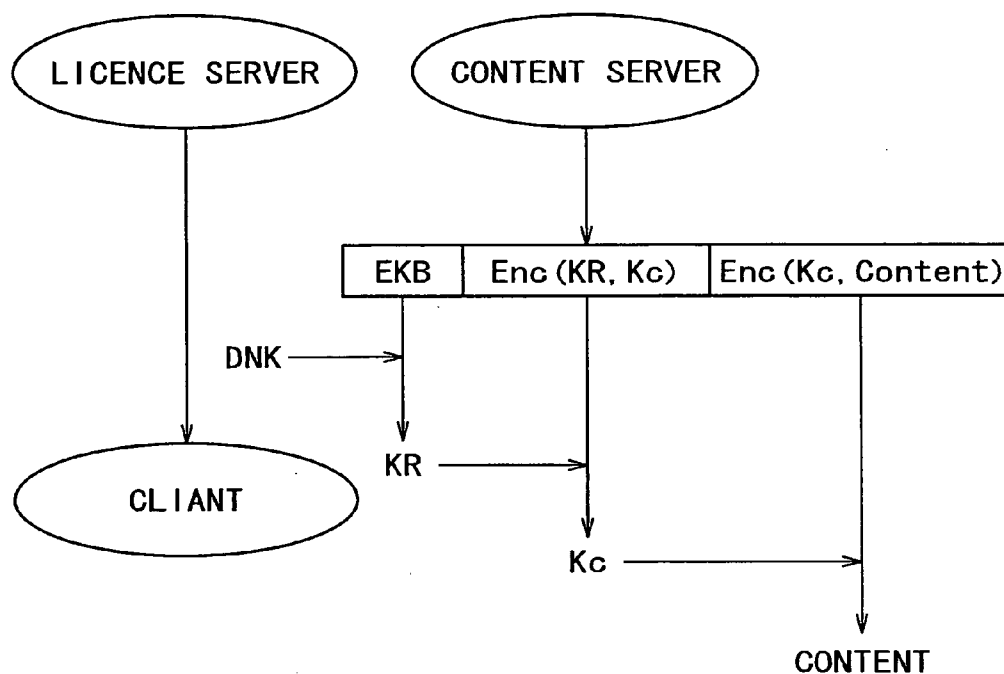 LICENCE SERVER
CONTENT SERVER
EKB
Enc(KR, Kc)
Enc(Kc, Content)
DNK
KR
CLIANT
Kc
CONTENT